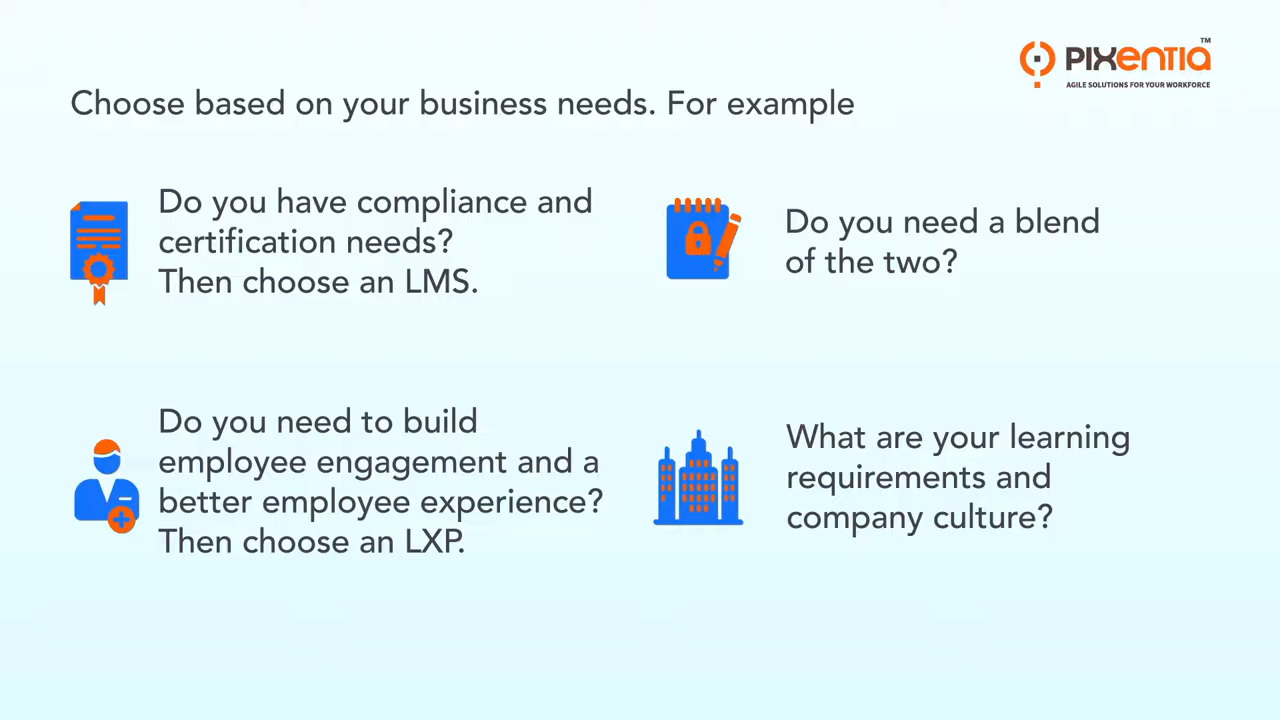 PIXENTIA™
AGILE SOLUTIONS FOR YOUR WORKFORCE
Choose based on your business needs. For example
Do you have compliance and
certification needs?
Then choose an LMS.
Do you need a blend
of the two?
Do you need to build
employee engagement and a
better employee experience?
Then choose an LXP.
What are your learning
requirements and
company culture?